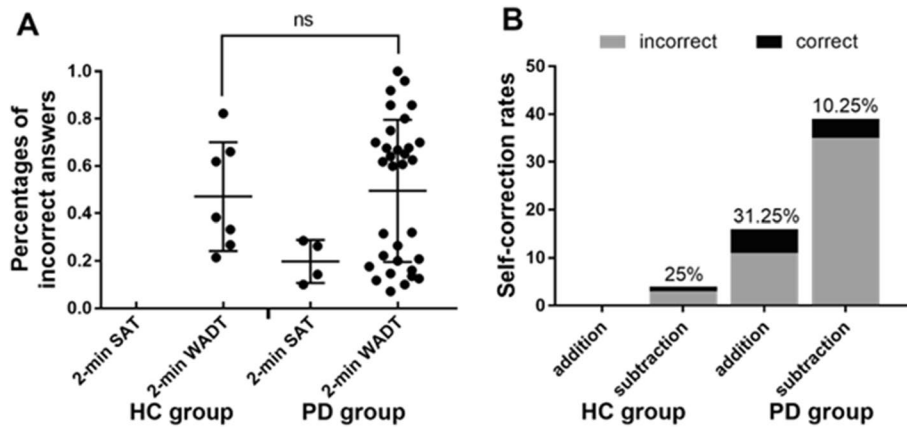 A
ns
Percentages of
incorrect answers
1.0
0.8
0.6
0.4
0.2
0.0
2-min SAT
2-min WADT
2-min SAT
2-min WADT
HC group
PD group
B
incorrect
correct
Self-correction rates
50
40
30
20
10
0
25%
31.25%
10.25%
addition
subtraction
addition
subtraction
HC group
PD group